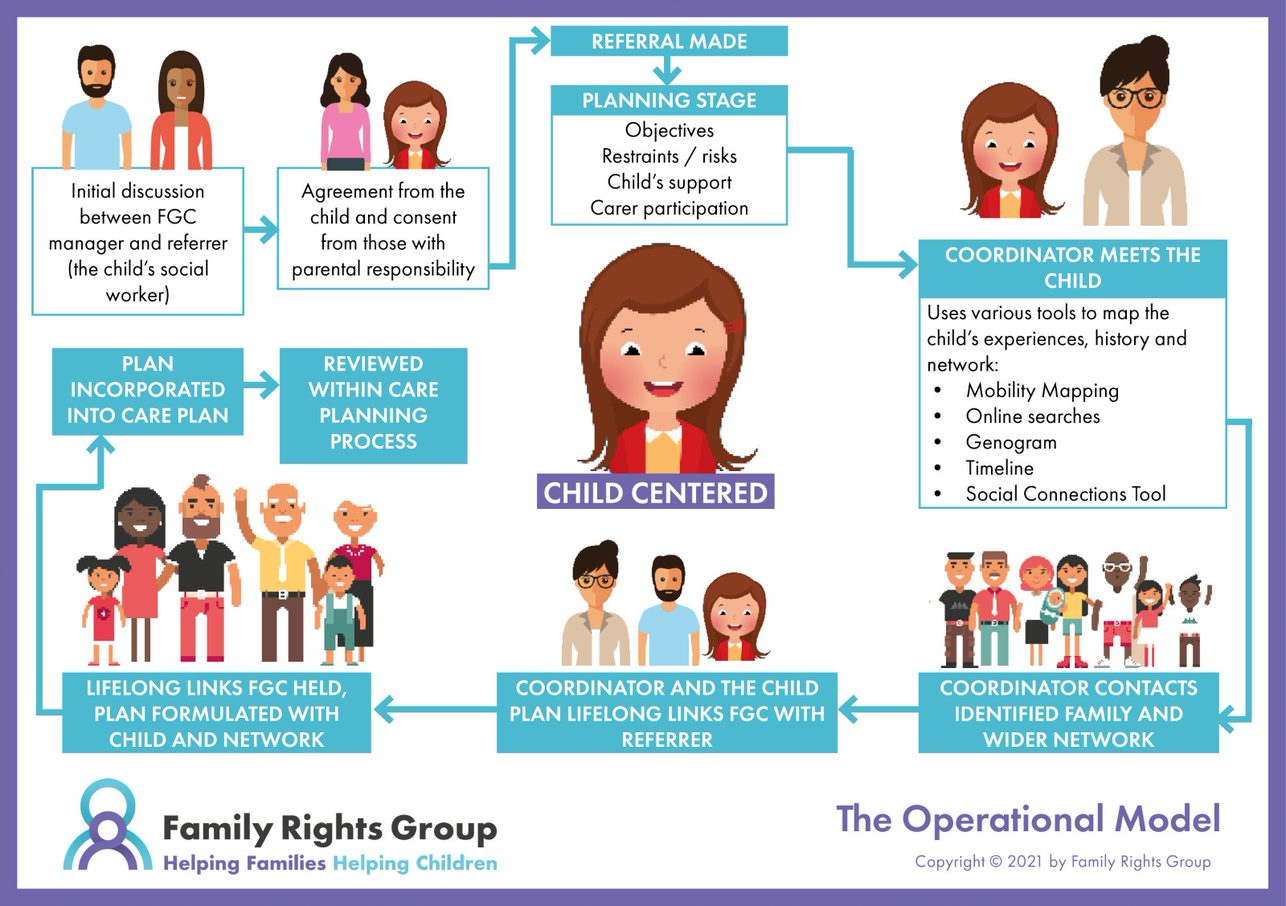 Initial discussion
between FGC
manager and referrer
(the child's social
worker)
Agreement from the
child and consent
from those with
parental responsibility
REFERRAL MADE
PLANNING STAGE
Objectives
Restraints / risks
Child's support
Carer participation
COORDINATOR MEETS THE
CHILD
Uses various tools to map the
child's experiences, history and
network:
• Mobility Mapping
• Online searches
• Genogram
• Timeline
• Social Connections Tool
CHILD CENTERED
COORDINATOR CONTACTS
IDENTIFIED FAMILY AND
WIDER NETWORK
COORDINATOR AND THE CHILD
PLAN LIFELONG LINKS FGC WITH
REFERRER
LIFELONG LINKS FGC HELD,
PLAN FORMULATED WITH
CHILD AND NETWORK
PLAN
INCORPORATED
INTO CARE PLAN
REVIEWED
WITHIN CARE
PLANNING
PROCESS
Family Rights Group
Helping Families Helping Children
The Operational Model
Copyright © 2021 by Family Rights Group